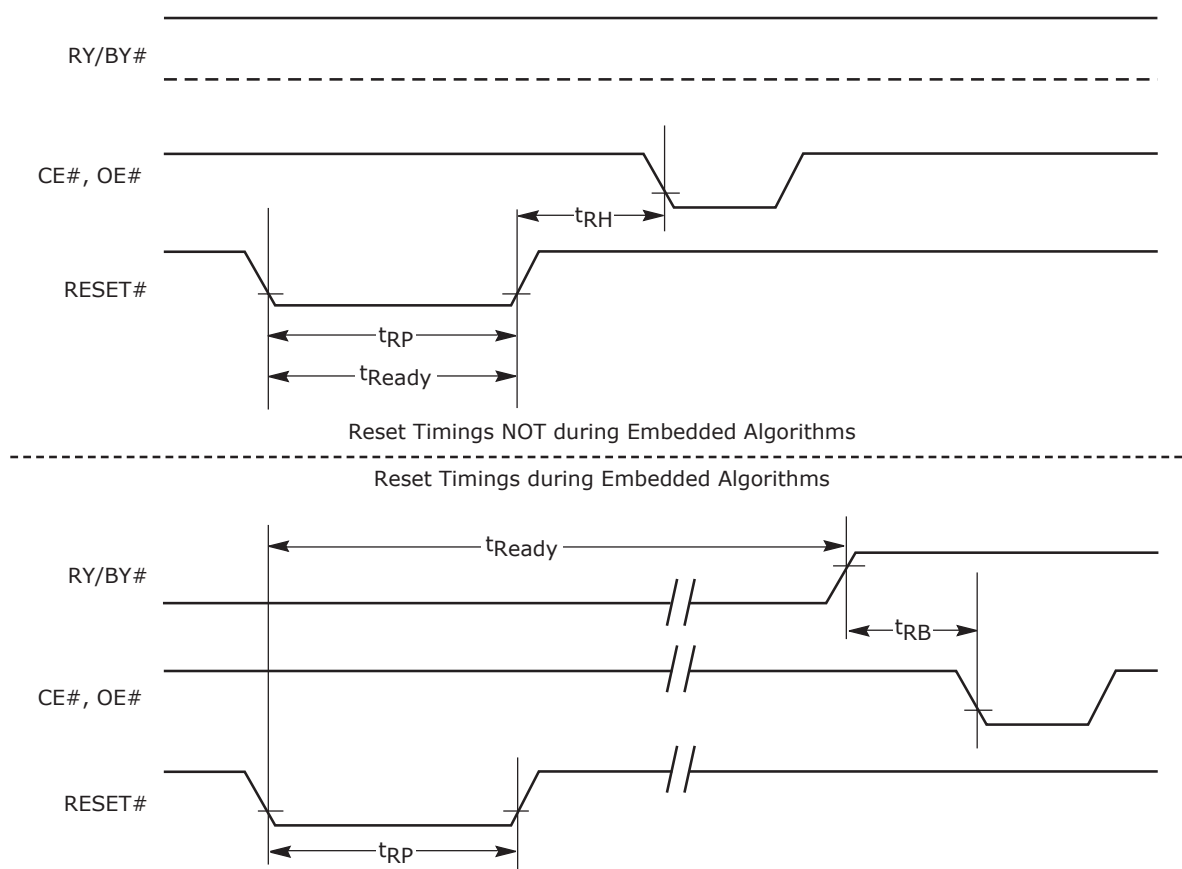 RY/BY#
CE#, OE#
tRH
RESET#
tRP
tReady
Reset Timings NOT during Embedded Algorithms
Reset Timings during Embedded Algorithms
tReady
RY/BY#
tRB
CE#, OE#
RESET#
tRP